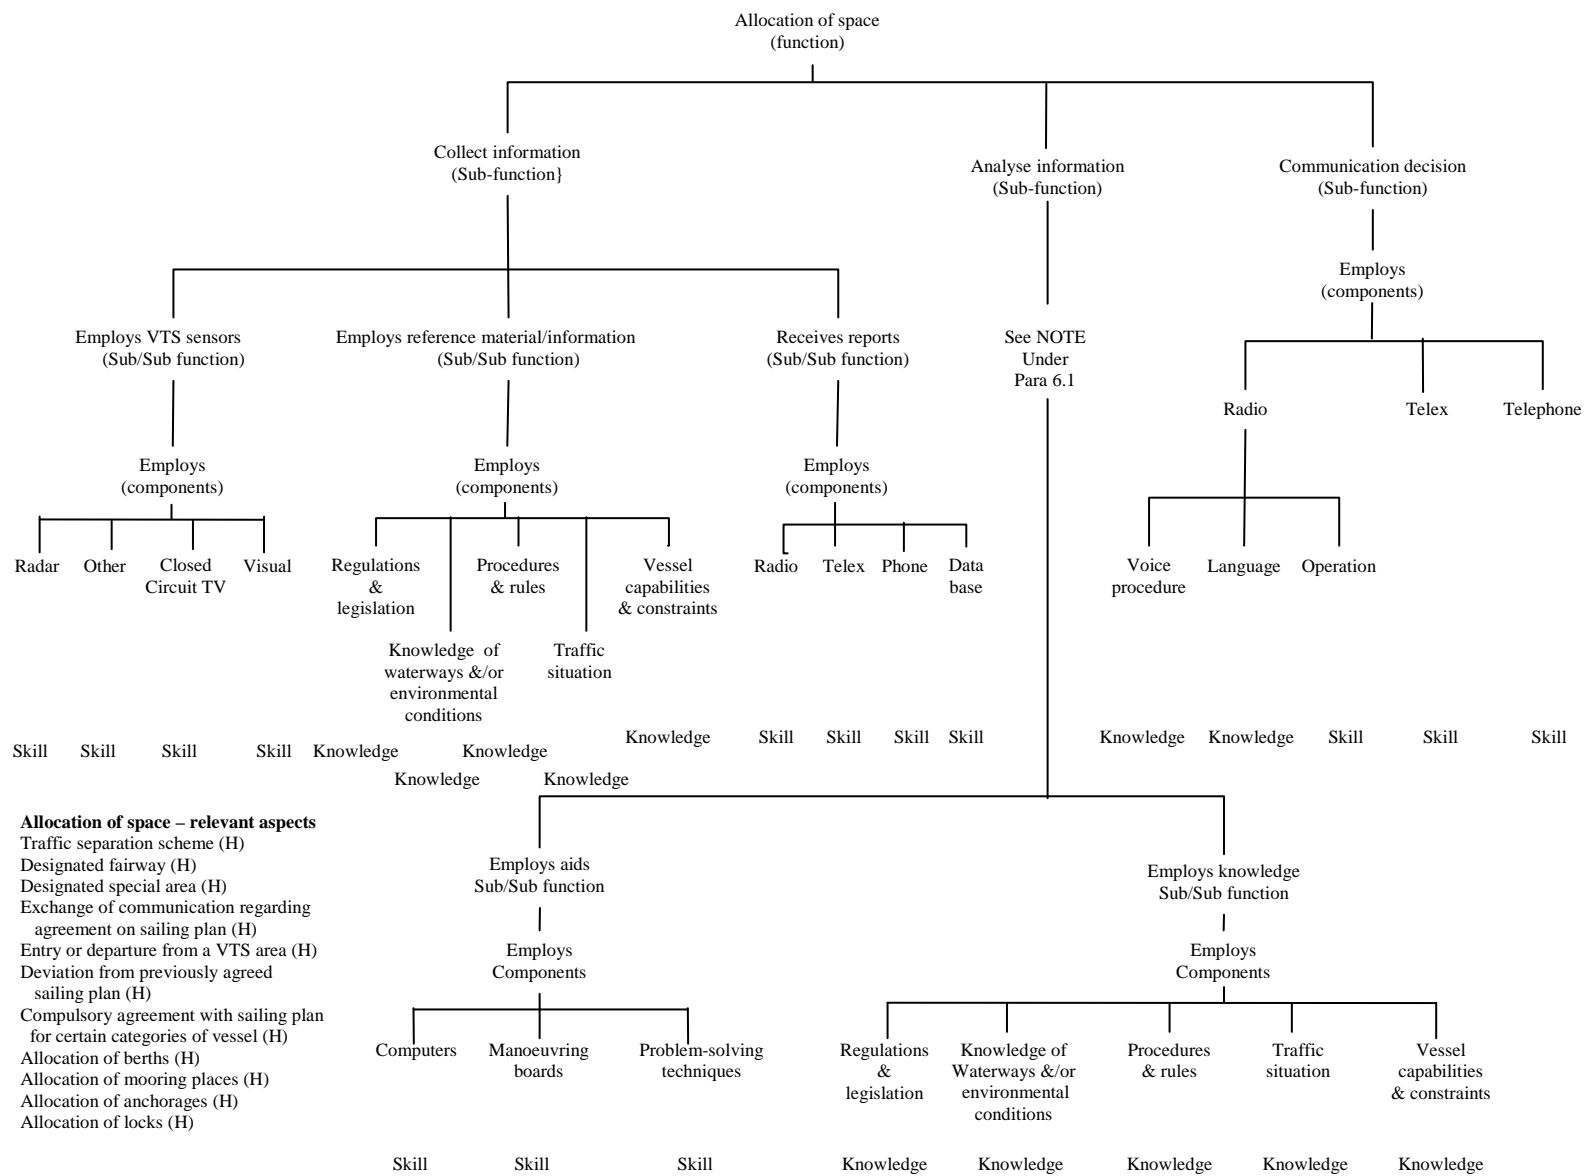 Allocation of space
(function)
Collect information
(Sub-function}
Analyse information
(Sub-function)
Communication decision
(Sub-function)
Employs
(components)
Employs VTS sensors
(Sub/Sub function)
Employs reference material/information
(Sub/Sub function)
Receives reports
(Sub/Sub function)
See NOTE
Under
Para 6.1
Radio
Telex
Telephone
Employs
(components)
Employs
(components)
Employs
(components)
Radar
Other
Closed
Circuit TV
Visual
Regulations
&
legislation
Procedures
& rules
Vessel
capabilities
& constraints
Knowledge of
waterways &/or
environmental
conditions
Traffic
situation
Radio
Telex
Phone
Data
base
Voice
procedure
Language
Operation
Skill Skill Skill Skill Knowledge Knowledge Knowledge Skill Skill Skill Skill Knowledge Knowledge Skill Skill Skill
Knowledge Knowledge
Allocation of space – relevant aspects
Traffic separation scheme (H)
Designated fairway (H)
Designated special area (H)
Exchange of communication regarding
agreement on sailing plan (H)
Entry or departure from a VTS area (H)
Deviation from previously agreed
sailing plan (H)
Compulsory agreement with sailing plan
for certain categories of vessel (H)
Allocation of berths (H)
Allocation of mooring places (H)
Allocation of anchorages (H)
Allocation of locks (H)
Employs aids
Sub/Sub function
Employs
Components
Computers
Manoeuvring
boards
Problem-solving
techniques
Employs knowledge
Sub/Sub function
Employs
Components
Regulations
&
legislation
Knowledge of
Waterways &/or
environmental
conditions
Procedures
& rules
Traffic
situation
Vessel
capabilities
& constraints
Skill Skill Skill Knowledge Knowledge Knowledge Knowledge Knowledge